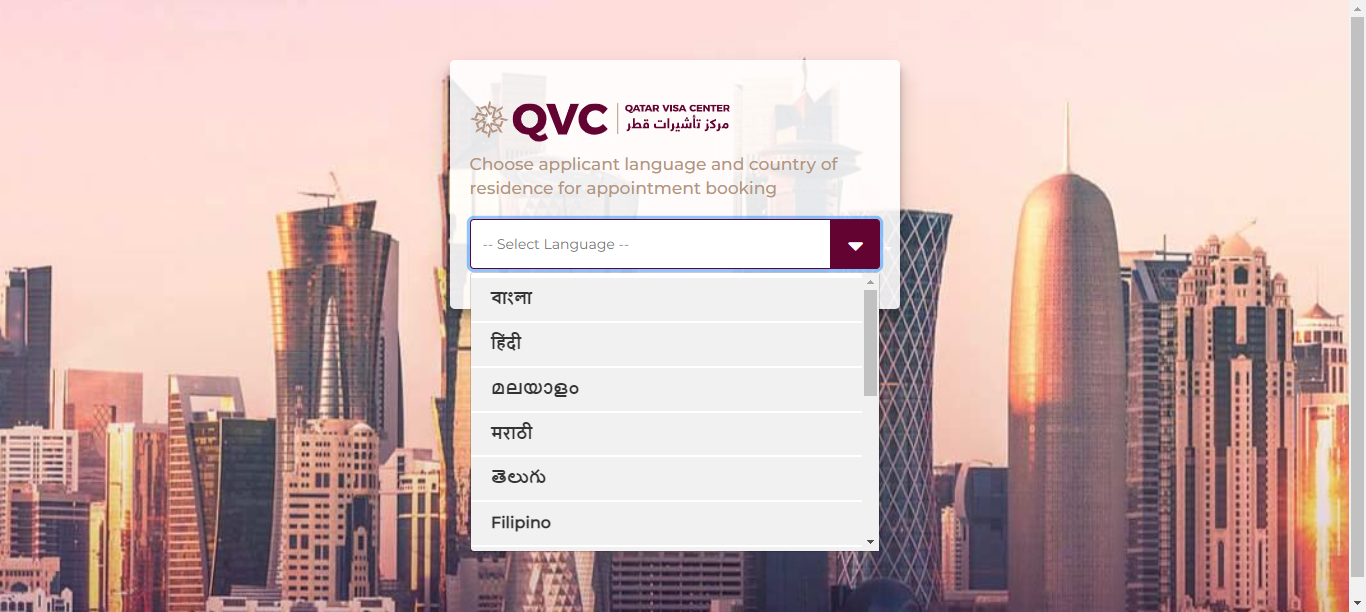 QVC
QATAR VISA CENTER
مركز تأشيرات قطر
Choose applicant language and country of
residence for appointment booking
-- Select Language --
বাংলা
हिंदी
മലയാളം
मराठी
తెలుగు
Filipino